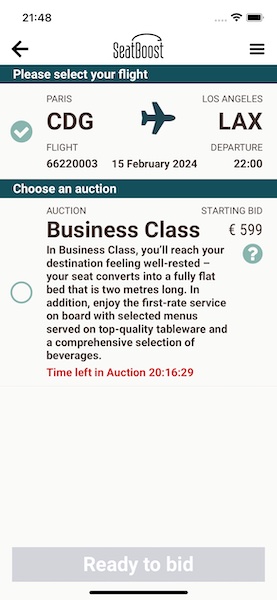 21:48
SeatBoost
Please select your flight
PARIS LOS ANGELES
CDG LAX
FLIGHT DEPARTURE
66220003 15 February 2024 22:00
Choose an auction
AUCTION STARTING BID
Business Class € 599
In Business Class, you'll reach your
destination feeling well-rested –
your seat converts into a fully flat
bed that is two metres long. In
addition, enjoy the first-rate service
on board with selected menus
served on top-quality tableware and
a comprehensive selection of
beverages.
?
Time left in Auction 20:16:29
Ready to bid